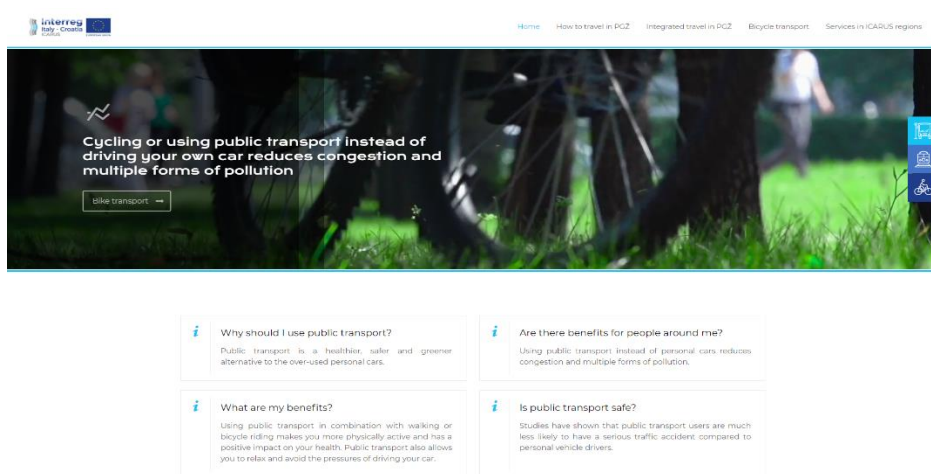 Interreg
Italy - Croatia
ICARUS
Home How to travel in PGŽ Integrated travel in PGŽ Bicycle transport Services in ICARUS regions
Cycling or using public transport instead of
driving your own car reduces congestion and
multiple forms of pollution
Bike transport →
i Why should I use public transport?
Public transport is a healthier, safer and greener
alternative to the over-used personal cars.
i Are there benefits for people around me?
Using public transport instead of personal cars reduces
congestion and multiple forms of pollution.
i What are my benefits?
Using public transport in combination with walking or
bicycle riding makes you more physically active and has a
positive impact on your health. Public transport also allows
you to relax and avoid the pressures of driving your car.
i Is public transport safe?
Studies have shown that public transport users are much
less likely to have a serious traffic accident compared to
personal vehicle drivers.